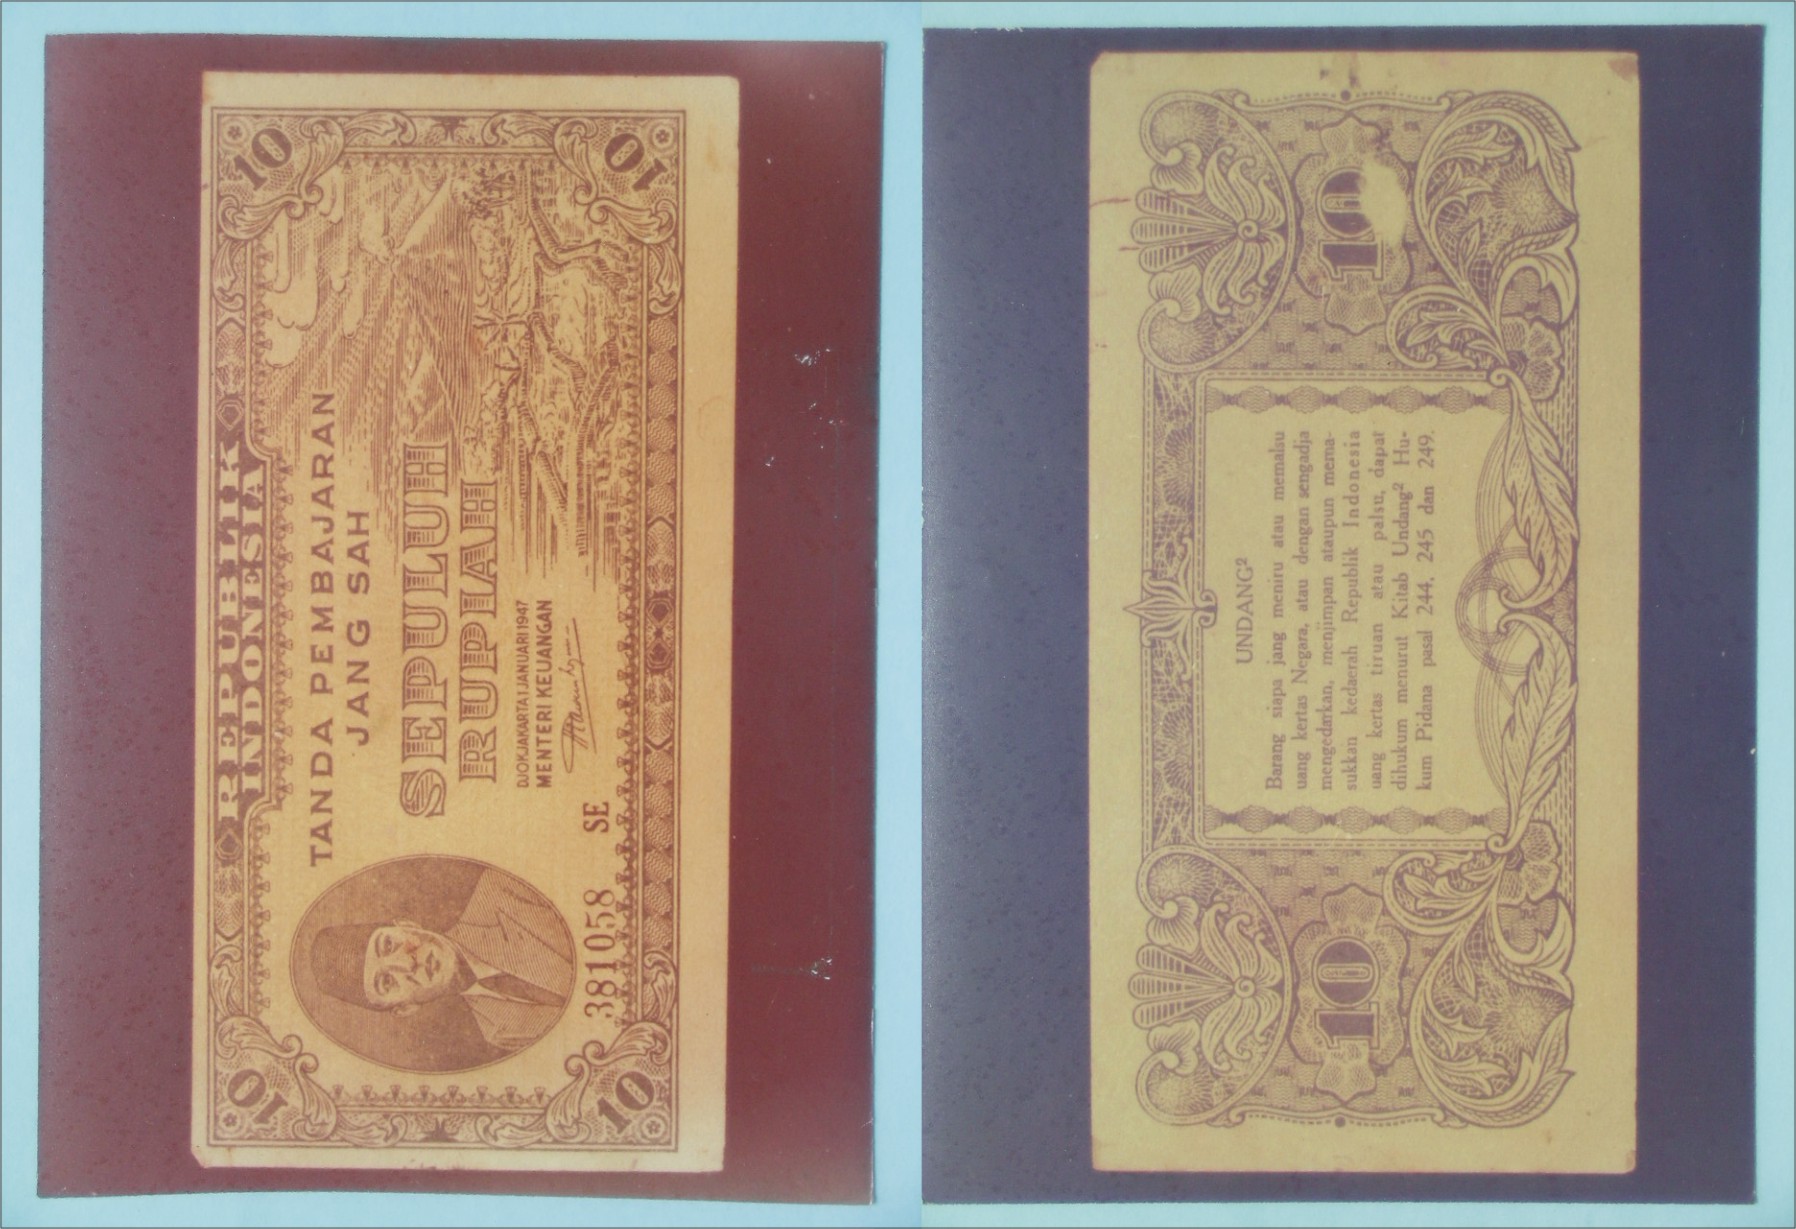 10
10
REPUBLIK
INDONESIA
TANDA PEMBAJARAN
JANG SAH
SEPULUH
RUPIAH
DJOKJAKARTA 1 JANUARI 1947
MENTERI KEUANGAN
381058 SE
10
10
10
10
UNDANG²
Barang siapa jang meniru atau memalsu
uang kertas Negara, atau dengan sengadja
mengedarkan, menjimpan ataupun mema-
sukkan kedaerah Republik Indonesia
uang kertas tiruan atau palsu, dapat
dihukum menurut Kitab Undang² Hu-
kum Pidana pasal 244, 245 dan 249.